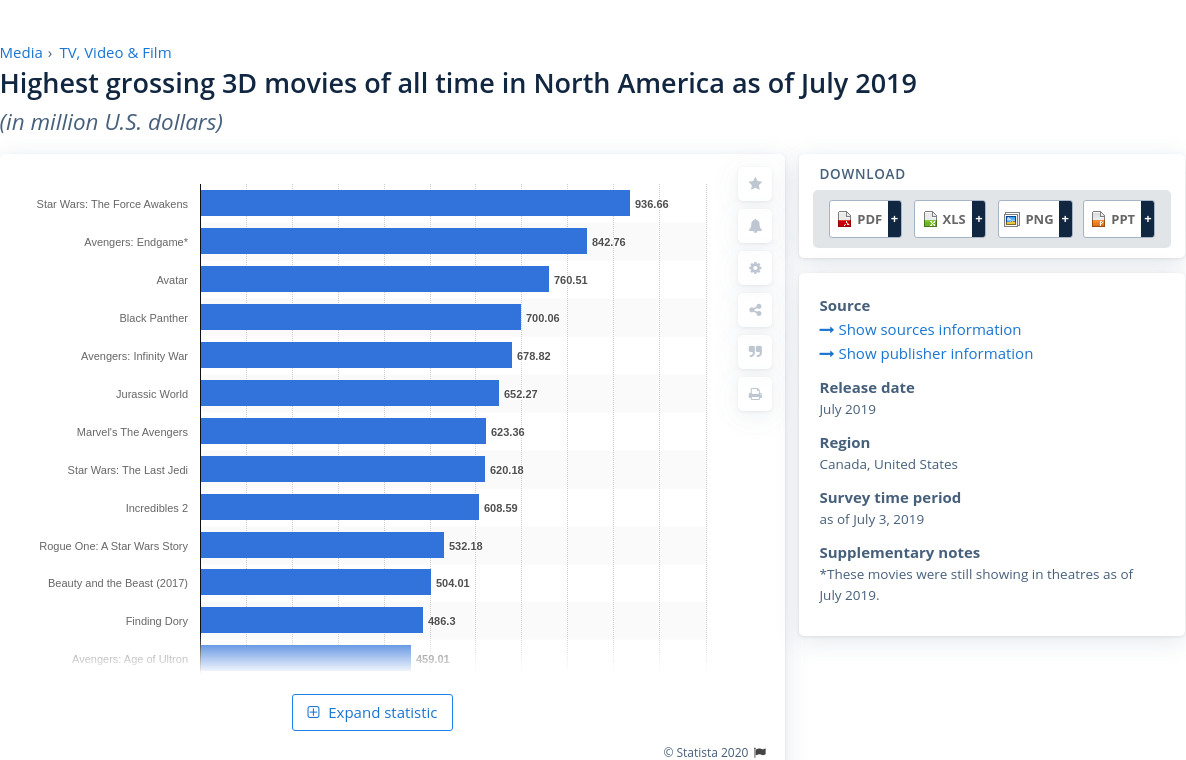 Media › TV, Video & Film
Highest grossing 3D movies of all time in North America as of July 2019
(in million U.S. dollars)
Star Wars: The Force Awakens 936.66
Avengers: Endgame* 842.76
Avatar 760.51
Black Panther 700.06
Avengers: Infinity War 678.82
Jurassic World 652.27
Marvel's The Avengers 623.36
Star Wars: The Last Jedi 620.18
Incredibles 2 608.59
Rogue One: A Star Wars Story 532.18
Beauty and the Beast (2017) 504.01
Finding Dory 486.3
Avengers: Age of Ultron 459.01
Expand statistic
© Statista 2020
DOWNLOAD
PDF + XLS + PNG + PPT +
Source
Show sources information
Show publisher information
Release date
July 2019
Region
Canada, United States
Survey time period
as of July 3, 2019
Supplementary notes
*These movies were still showing in theatres as of
July 2019.